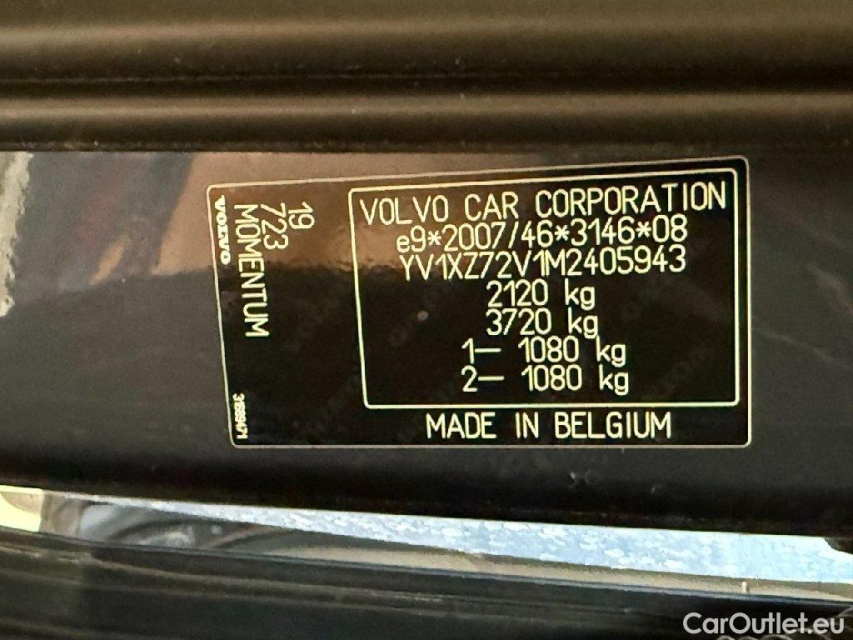 VOLVO
MOMENTUM
723
19
VOLVO CAR CORPORATION
e9*2007/46*3146*08
YV1XZ72V1M2405943
2120 kg
3720 kg
1– 1080 kg
2– 1080 kg
MADE IN BELGIUM
CarOutlet.eu